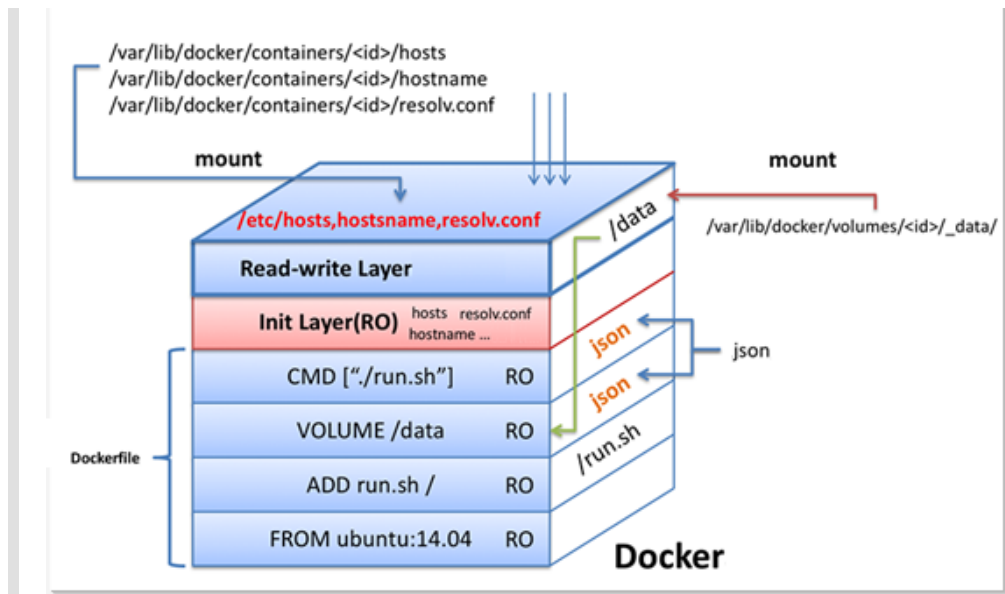 /var/lib/docker/containers/<id>/hosts
/var/lib/docker/containers/<id>/hostname
/var/lib/docker/containers/<id>/resolv.conf
mount
mount
/etc/hosts,hostsname,resolv.conf
/data
/var/lib/docker/volumes/<id>/_data/
Read-write Layer
Init Layer(RO) hosts resolv.conf
hostname ...
json
json
CMD [“./run.sh”] RO
json
VOLUME /data RO
/run.sh
Dockerfile
ADD run.sh / RO
FROM ubuntu:14.04 RO
Docker